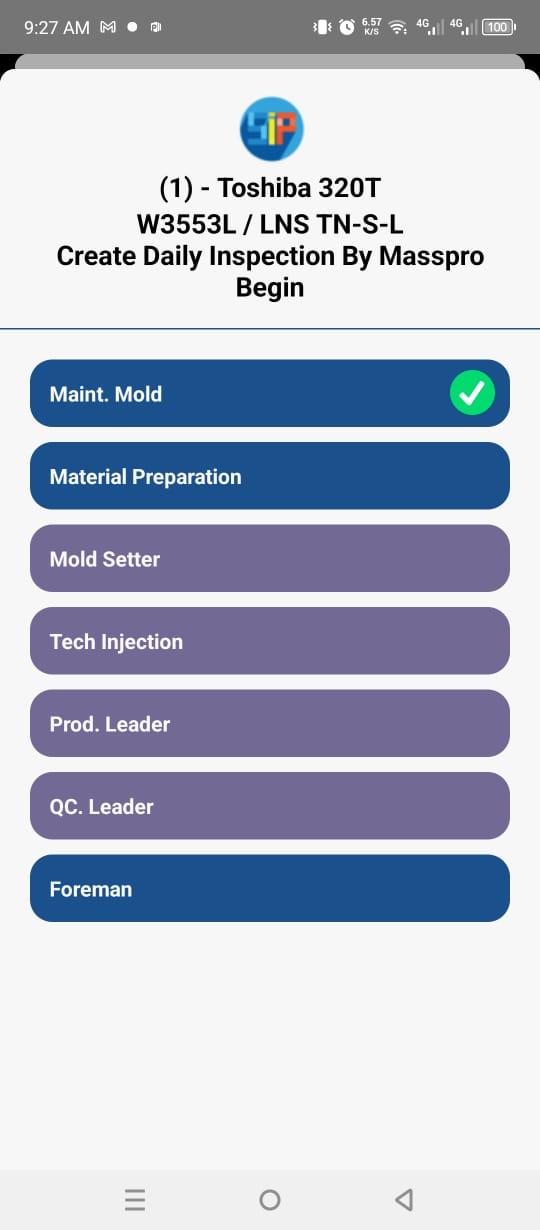 9:27 AM
6.57
K/S
4G
4G
100
SiP
(1) - Toshiba 320T
W3553L / LNS TN-S-L
Create Daily Inspection By Masspro
Begin
Maint. Mold
Material Preparation
Mold Setter
Tech Injection
Prod. Leader
QC. Leader
Foreman